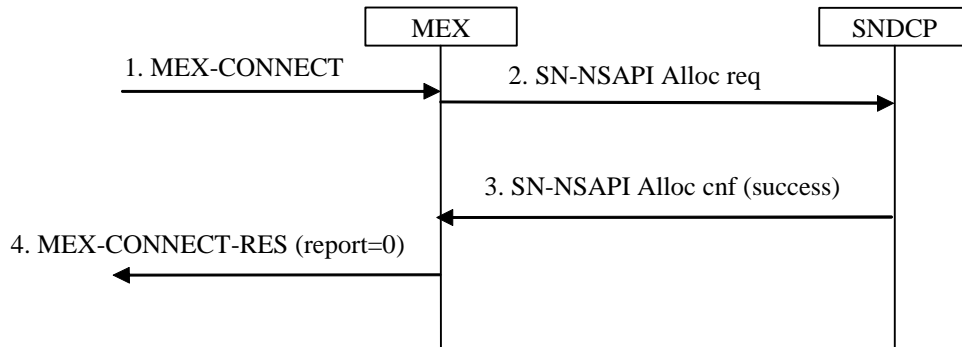 MEX
SNDCP
1. MEX-CONNECT
2. SN-NSAPI Alloc req
3. SN-NSAPI Alloc cnf (success)
4. MEX-CONNECT-RES (report=0)